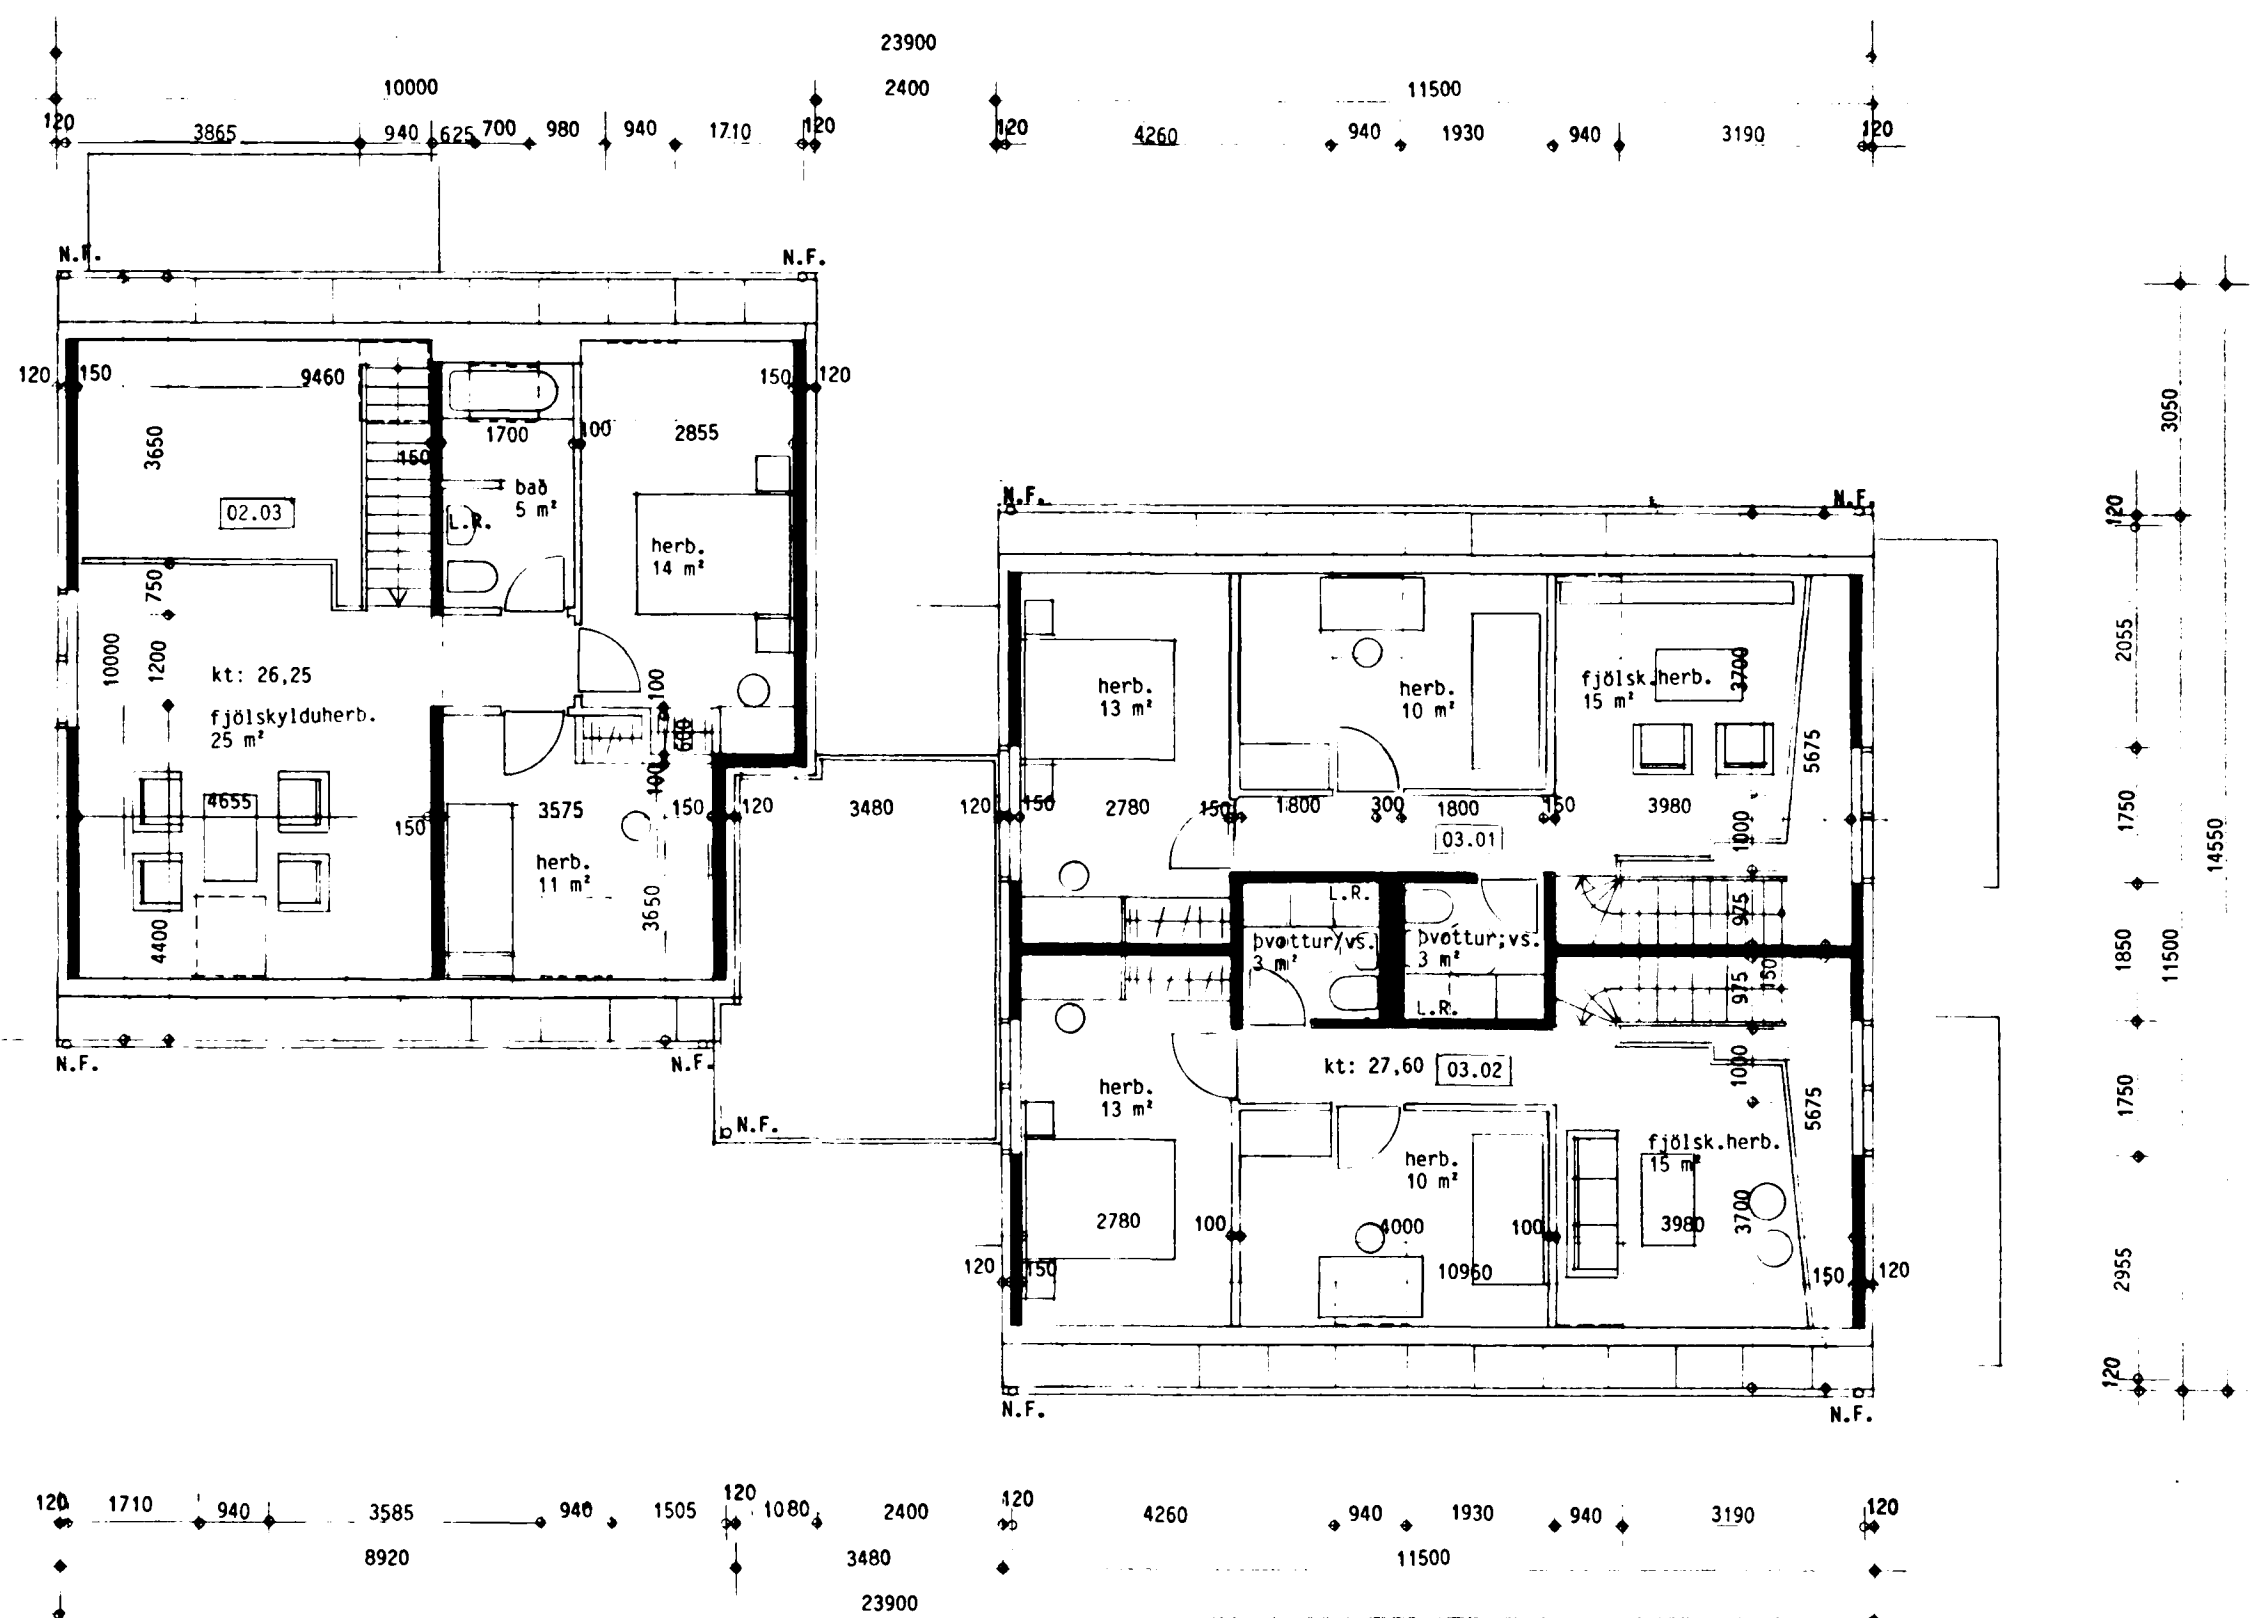 23900
10000 2400 11500
120 3865 940 625 700 980 940 1710 120 120 4260 940 1930 940 3190 120
N.F. N.F.
120 150 9460 150 120
3650 150 1700 100 2855
bað
5 m²
L.R.
02.03
herb.
14 m²
750
10000 1200
kt: 26,25
fjölskylduherb.
25 m²
100
600
100
4655 150 3575 150 120 3480 120 150 2780 150 1800 300 1800 150 3980
herb.
11 m²
4400 3650
N.F. N.F.
N.F.
N.F. N.F.
herb.
13 m²
herb.
10 m²
fjölsk.herb.
15 m²
3700
5675
03.01
1000
L.R.
þvottur/vs.
3 m²
þvottur;vs.
3 m²
L.R.
975
975 150
kt: 27,60 03.02
1000
5675
herb.
13 m²
herb.
10 m²
fjölsk.herb.
15 m²
3700
2780 100 4000 100 3980
120 150 10960 150 120
N.F. N.F.
3050
120
2055
1750
14550
1850 11500
1750
2955
120
120 1710 940 3585 940 1505 120 1080 2400 120 4260 940 1930 940 3190 120
8920 3480 11500
23900